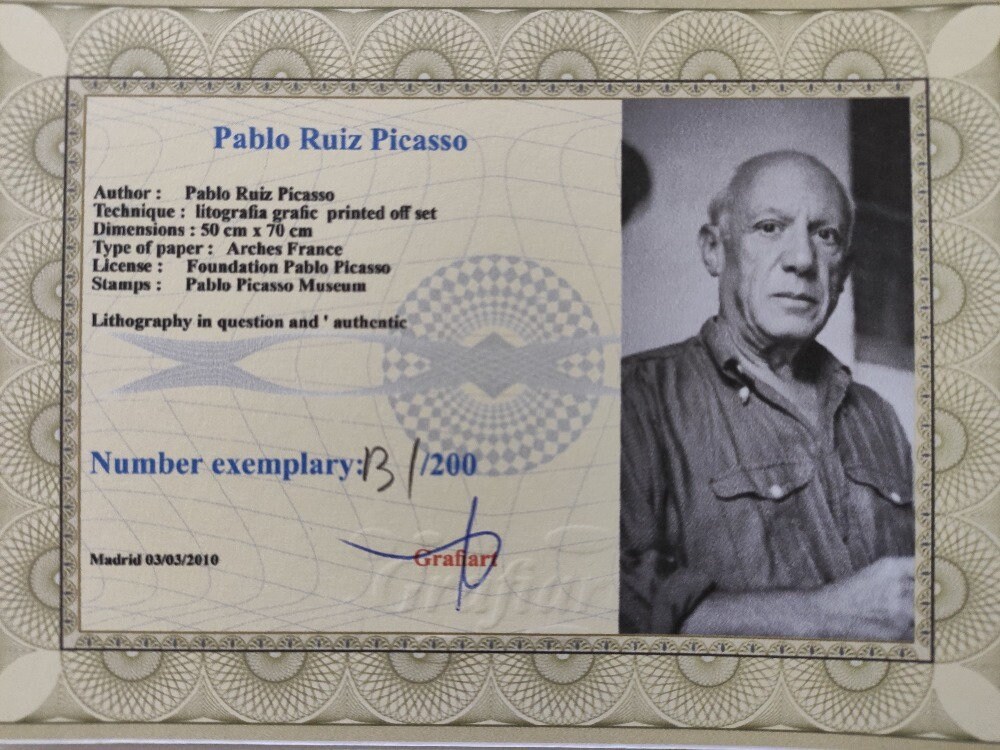 Pablo Ruiz Picasso
Author : Pablo Ruiz Picasso
Technique : litografia grafic printed off set
Dimensions : 50 cm x 70 cm
Type of paper : Arches France
License : Foundation Pablo Picasso
Stamps : Pablo Picasso Museum
Lithography in question and ' authentic
Number exemplary: /200
Madrid 03/03/2010
Grafiart
Grafiart